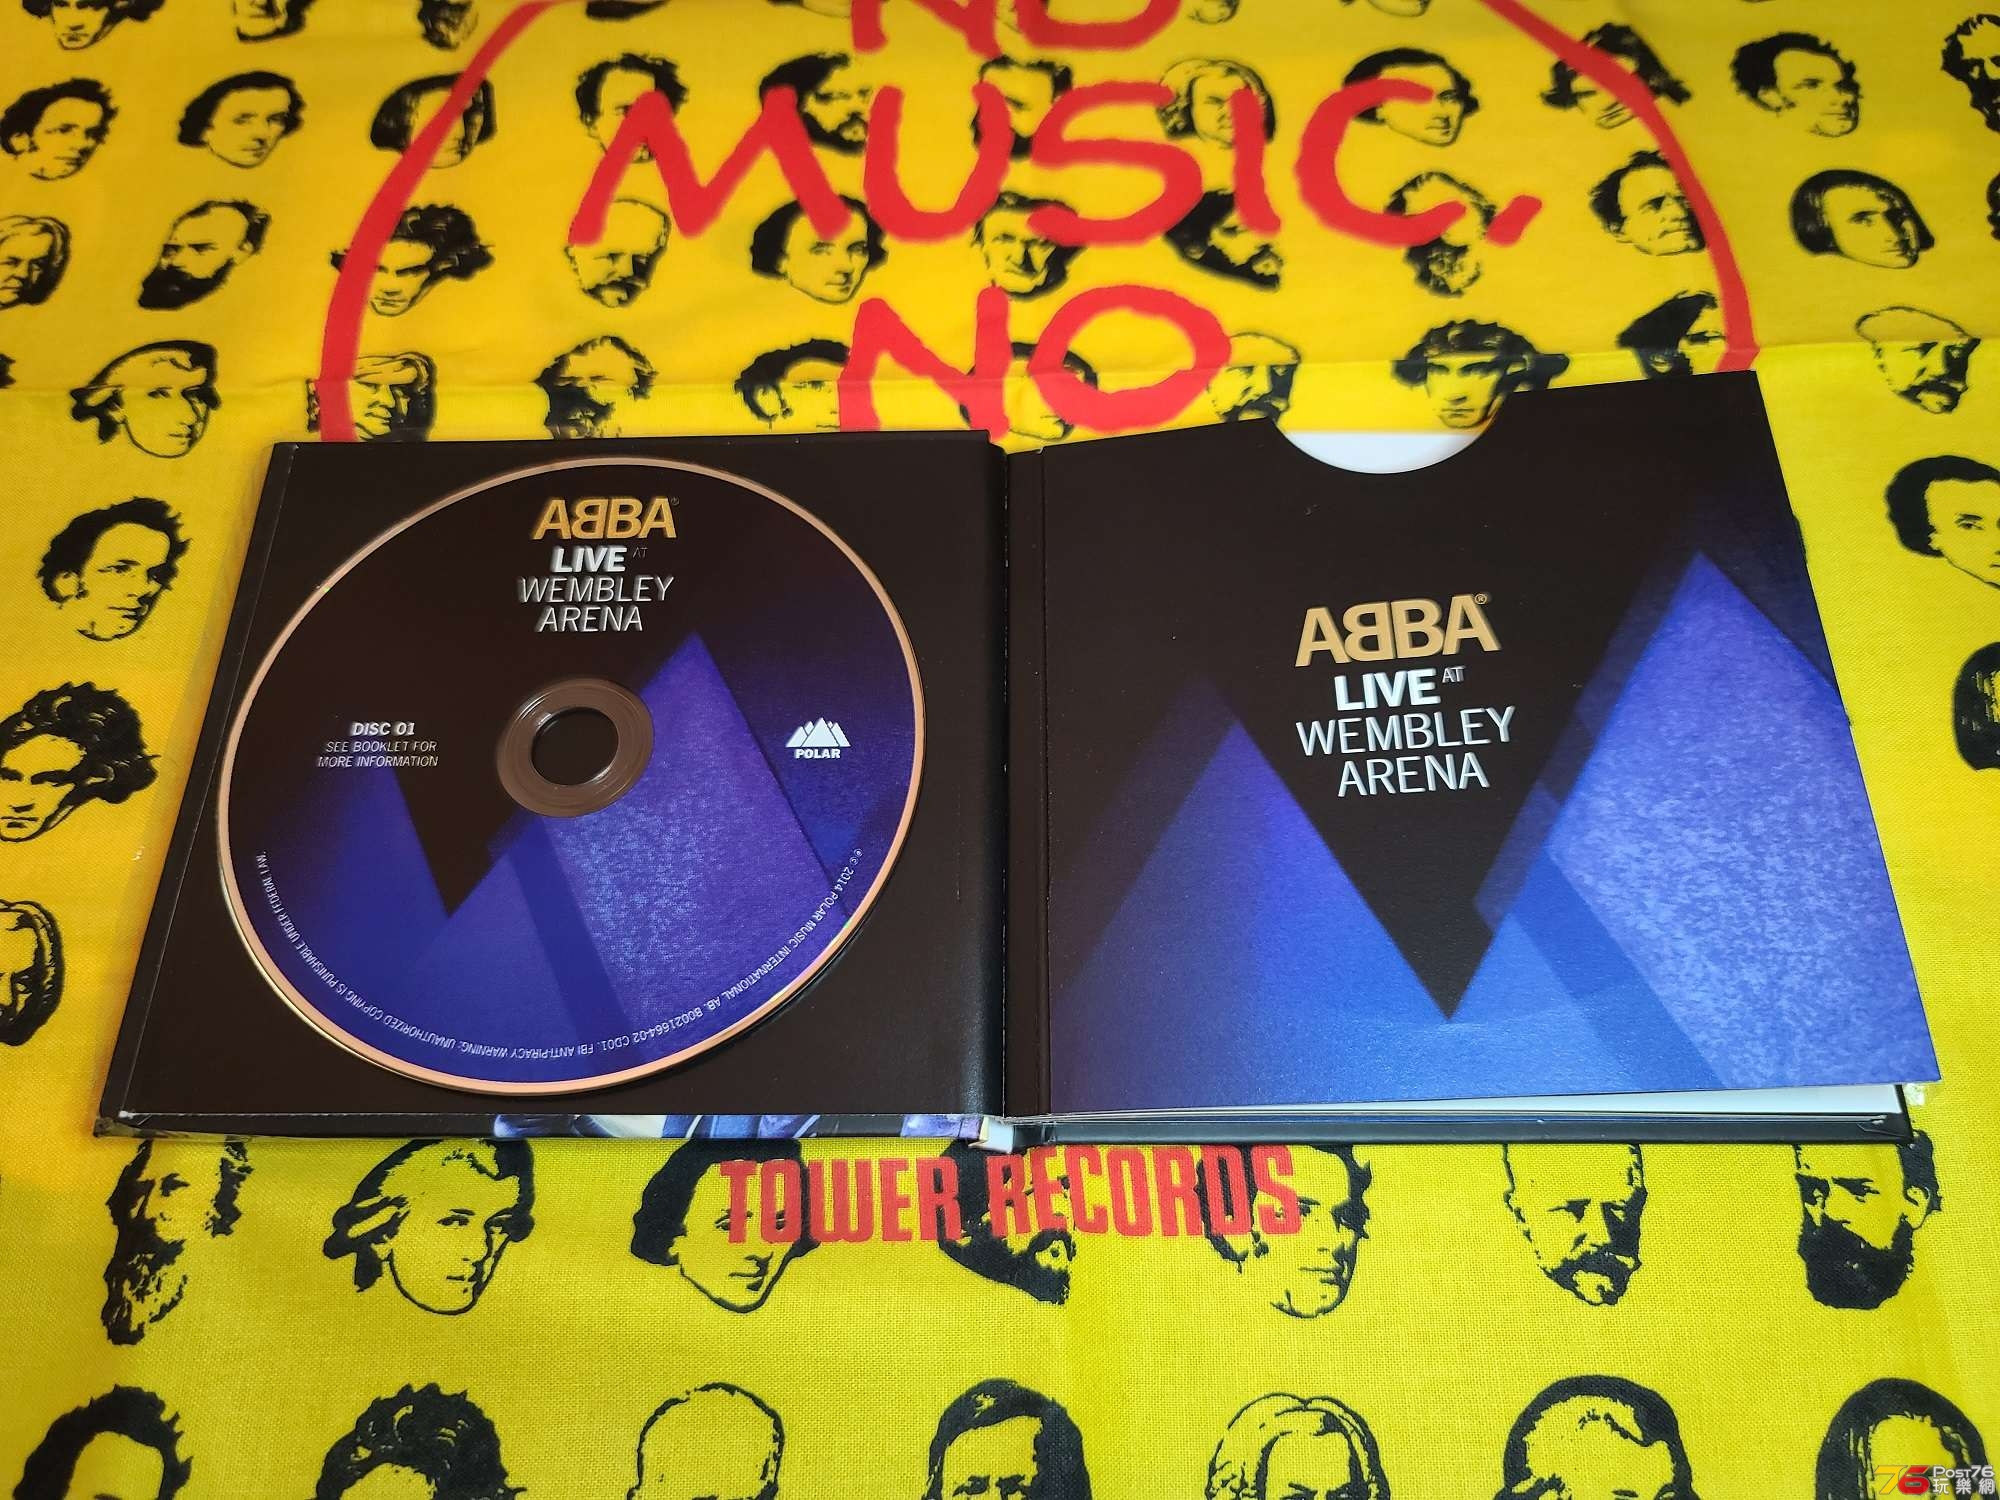 NO
MUSIC,
NO
ABBA®
LIVE AT
WEMBLEY
ARENA
DISC 01
SEE BOOKLET FOR
MORE INFORMATION
POLAR
℗© 2014 POLAR MUSIC INTERNATIONAL AB. B0021664-02 CD01. FBI ANTI-PIRACY WARNING: UNAUTHORIZED COPYING IS PUNISHABLE UNDER FEDERAL LAW.
ABBA®
LIVE AT
WEMBLEY
ARENA
TOWER RECORDS
76 Post76
玩樂網